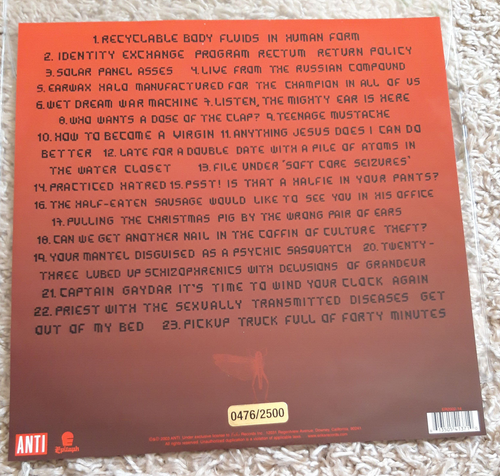 1.RECYCLABLE BODY FLUIDS IN HUMAN FORM
2. IDENTITY EXCHANGE PROGRAM RECTUM RETURN POLICY
3.SOLAR PANEL ASSES 4.LIVE FROM THE RUSSIAN COMPOUND
5.EARWAX HALO MANUFACTURED FOR THE CHAMPION IN ALL OF US
6.WET DREAM WAR MACHINE 7.LISTEN, THE MIGHTY EAR IS HERE
8.WHO WANTS A DOSE OF THE CLAP? 9.TEENAGE MUSTACHE
10.HOW TO BECOME A VIRGIN 11.ANYTHING JESUS DOES I CAN DO
BETTER 12.LATE FOR A DOUBLE DATE WITH A PILE OF ATOMS IN
THE WATER CLOSET 13.FILE UNDER "SOFT CORE SEIZURES"
14.PRACTICED HATRED 15.PSST! IS THAT A HALFIE IN YOUR PANTS?
16.THE HALF-EATEN SAUSAGE WOULD LIKE TO SEE YOU IN HIS OFFICE
17.PULLING THE CHRISTMAS PIG BY THE WRONG PAIR OF EARS
18.CAN WE GET ANOTHER NAIL IN THE COFFIN OF CULTURE THEFT?
19.YOUR MANTEL DISGUISED AS A PSYCHIC SASQUATCH 20.TWENTY-
THREE LUBED UP SCHIZOPHRENICS WITH DELUSIONS OF GRANDEUR
21.CAPTAIN GAYDAR IT'S TIME TO WIND YOUR CLOCK AGAIN
22.PRIEST WITH THE SEXUALLY TRANSMITTED DISEASES GET
OUT OF MY BED 23.PICKUP TRUCK FULL OF FORTY MINUTES
0476/2500
ANTI
Epitaph